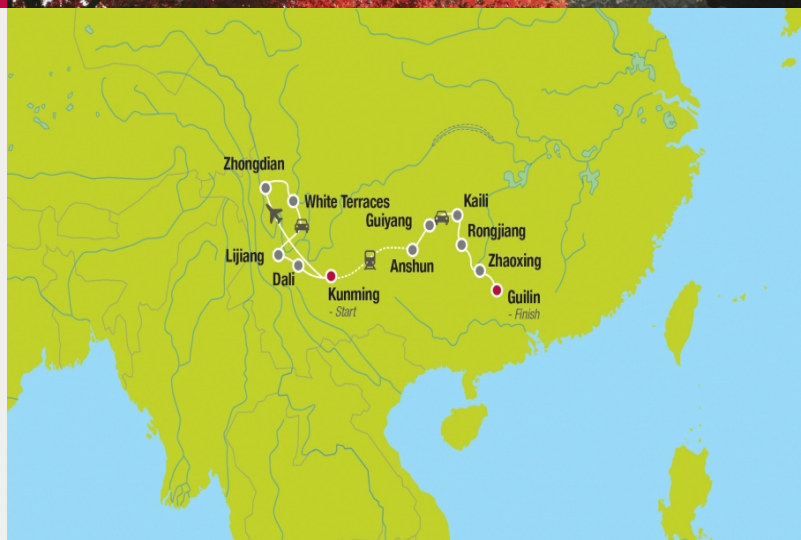 Zhongdian
White Terraces
Kaili
Guiyang
Rongjiang
Lijiang
Anshun
Zhaoxing
Dali
Kunming
- Start
Guilin
- Finish